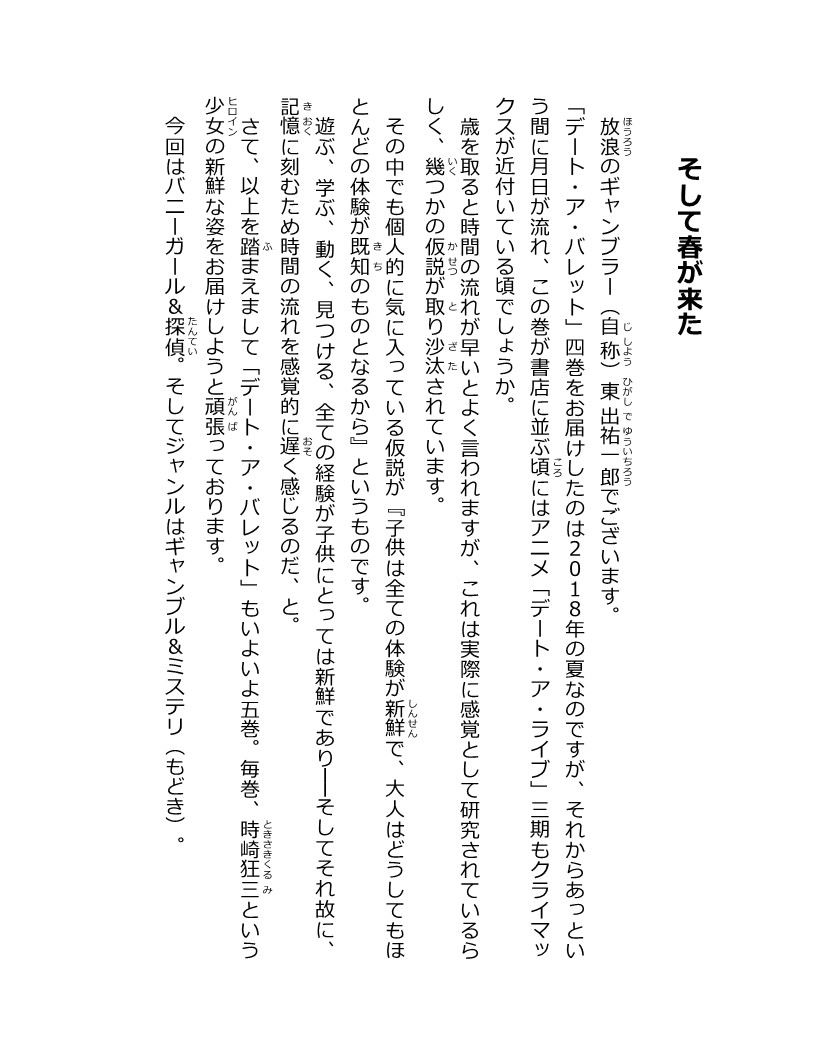 そして春が来た
放浪のギャンブラー（自称）東出祐一郎でございます。
「デート・ア・バレット」四巻をお届けしたのは2018年の夏なのですが、それからあっとい
う間に月日が流れ、この巻が書店に並ぶ頃にはアニメ「デート・ア・ライブ」三期もクライマッ
クスが近付いている頃でしょうか。
歳を取ると時間の流れが早いとよく言われますが、これは実際に感覚として研究されているら
しく、幾つかの仮説が取り沙汰されています。
その中でも個人的に気に入っている仮説が『子供は全ての体験が新鮮で、大人はどうしてもほ
とんどの体験が既知のものとなるから』というものです。
遊ぶ、学ぶ、動く、見つける、全ての経験が子供にとっては新鮮であり──そしてそれ故に、
記憶に刻むため時間の流れを感覚的に遅く感じるのだ、と。
さて、以上を踏まえまして「デート・ア・バレット」もいよいよ五巻。毎巻、時崎狂三という
少女の新鮮な姿をお届けしようと頑張っております。
今回はバニーガール&探偵。そしてジャンルはギャンブル&ミステリ（もどき）。